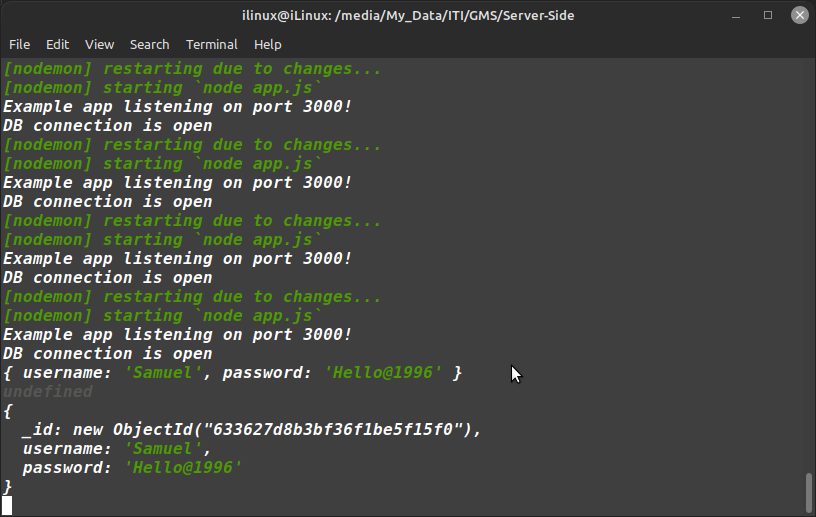 ilinux@iLinux: /media/My_Data/ITI/GMS/Server-Side
File Edit View Search Terminal Help
[nodemon] restarting due to changes...
[nodemon] starting `node app.js`
Example app listening on port 3000!
DB connection is open
[nodemon] restarting due to changes...
[nodemon] starting `node app.js`
Example app listening on port 3000!
DB connection is open
[nodemon] restarting due to changes...
[nodemon] starting `node app.js`
Example app listening on port 3000!
DB connection is open
[nodemon] restarting due to changes...
[nodemon] starting `node app.js`
Example app listening on port 3000!
DB connection is open
{ username: 'Samuel', password: 'Hello@1996' }
undefined
{
  _id: new ObjectId("633627d8b3bf36f1be5f15f0"),
  username: 'Samuel',
  password: 'Hello@1996'
}